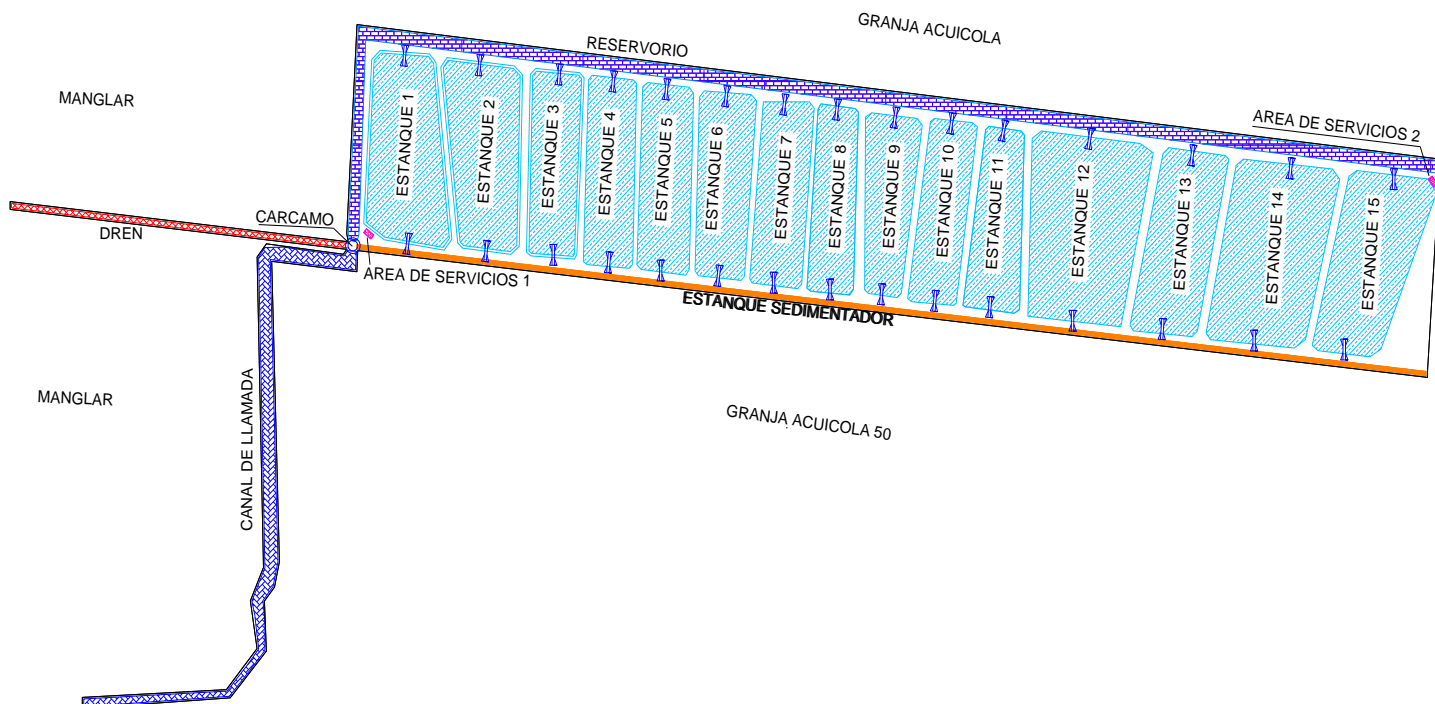 GRANJA ACUICOLA
RESERVORIO
MANGLAR
AREA DE SERVICIOS 2
ESTANQUE 1
ESTANQUE 2
ESTANQUE 3
ESTANQUE 4
ESTANQUE 5
ESTANQUE 6
ESTANQUE 7
ESTANQUE 8
ESTANQUE 9
ESTANQUE 10
ESTANQUE 11
ESTANQUE 12
ESTANQUE 13
ESTANQUE 14
ESTANQUE 15
CARCAMO
DREN
AREA DE SERVICIOS 1
ESTANQUE SEDIMENTADOR
MANGLAR
CANAL DE LLAMADA
GRANJA ACUICOLA 50